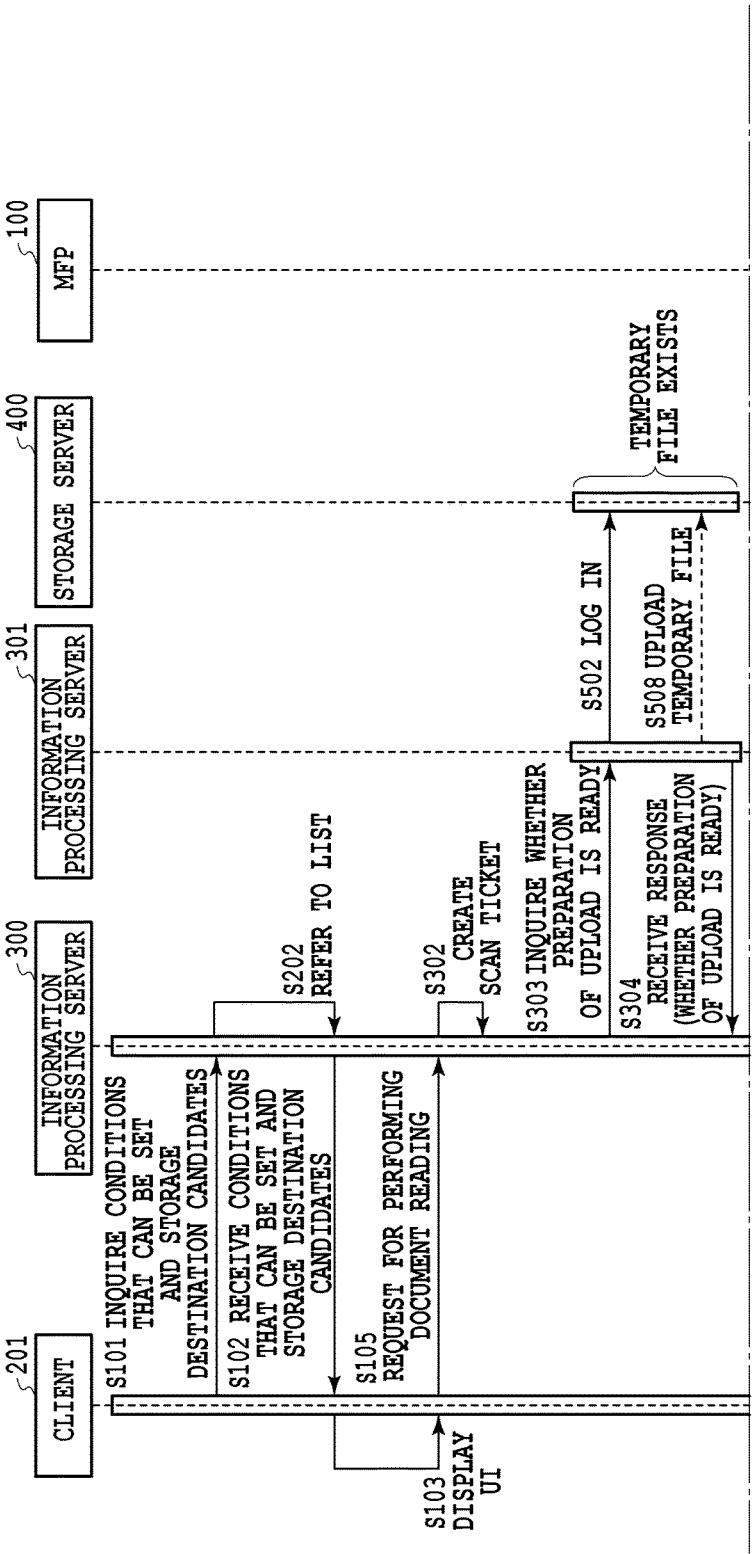 201
CLIENT
300
INFORMATION
PROCESSING SERVER
301
INFORMATION
PROCESSING SERVER
400
STORAGE SERVER
100
MFP
S101 INQUIRE CONDITIONS
THAT CAN BE SET
AND STORAGE
DESTINATION CANDIDATES
S202
REFER TO LIST
S102 RECEIVE CONDITIONS
THAT CAN BE SET AND
STORAGE DESTINATION
CANDIDATES
S103
DISPLAY
UI
S105
REQUEST FOR PERFORMING
DOCUMENT READING
S302
CREATE
SCAN TICKET
S303 INQUIRE WHETHER
PREPARATION
OF UPLOAD IS READY
S502 LOG IN
S508 UPLOAD
TEMPORARY FILE
TEMPORARY
FILE EXISTS
S304
RECEIVE RESPONSE
(WHETHER PREPARATION
OF UPLOAD IS READY)